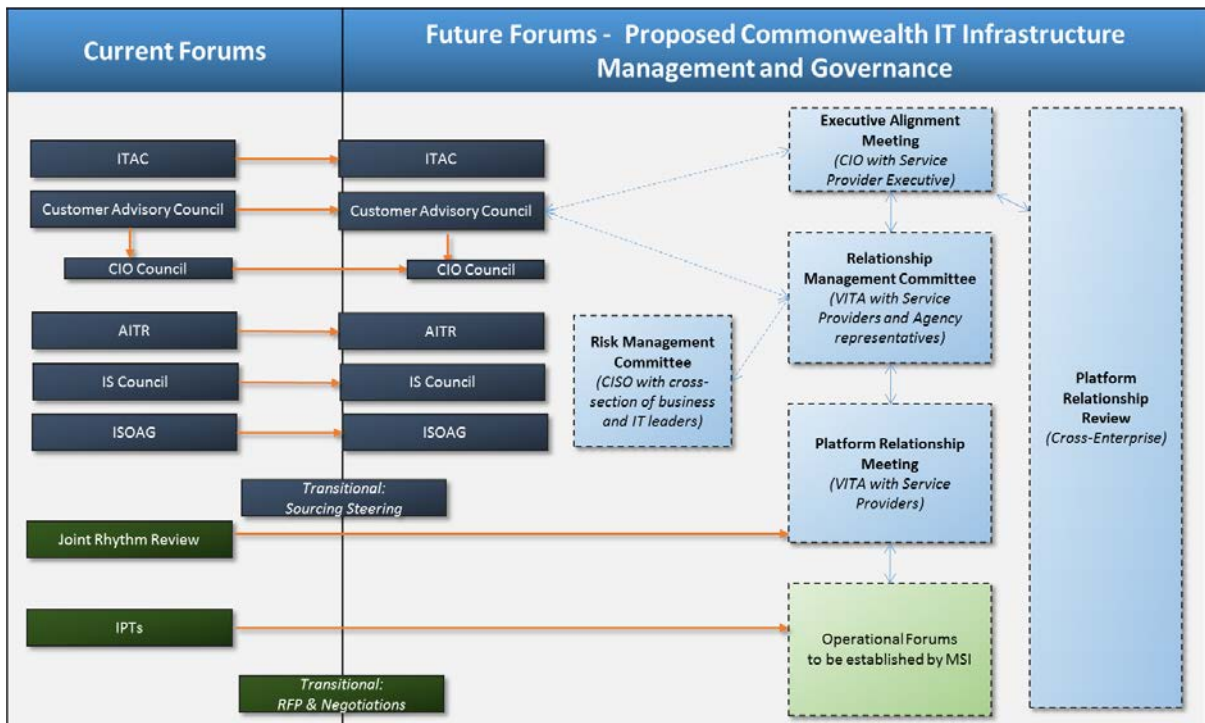 Current Forums
Future Forums -  Proposed Commonwealth IT Infrastructure
Management and Governance
ITAC
Customer Advisory Council
CIO Council
AITR
IS Council
ISOAG
Transitional:
Sourcing Steering
Joint Rhythm Review
IPTs
Transitional:
RFP & Negotiations
ITAC
Customer Advisory Council
CIO Council
AITR
IS Council
ISOAG
Risk Management
Committee
(CISO with cross-
section of business
and IT leaders)
Executive Alignment
Meeting
(CIO with Service
Provider Executive)
Relationship
Management Committee
(VITA with Service
Providers and Agency
representatives)
Platform Relationship
Meeting
(VITA with Service
Providers)
Operational Forums
to be established by MSI
Platform
Relationship
Review
(Cross-Enterprise)